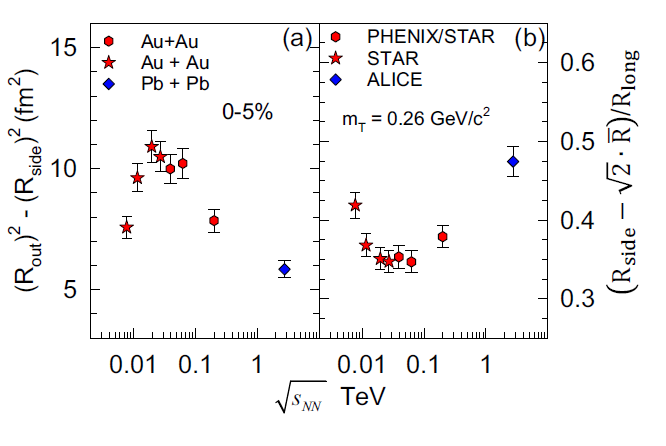 (R_out)^2 - (R_side)^2 (fm^2)
15
10
5
Au+Au
Au + Au
Pb + Pb
(a)
0-5%
PHENIX/STAR
STAR
ALICE
(b)
m_T = 0.26 GeV/c^2
0.6
0.5
0.4
0.3
(R_side − √2 · R̅)/R_long
0.01 0.1 1 0.01 0.1 1
√s_NN TeV